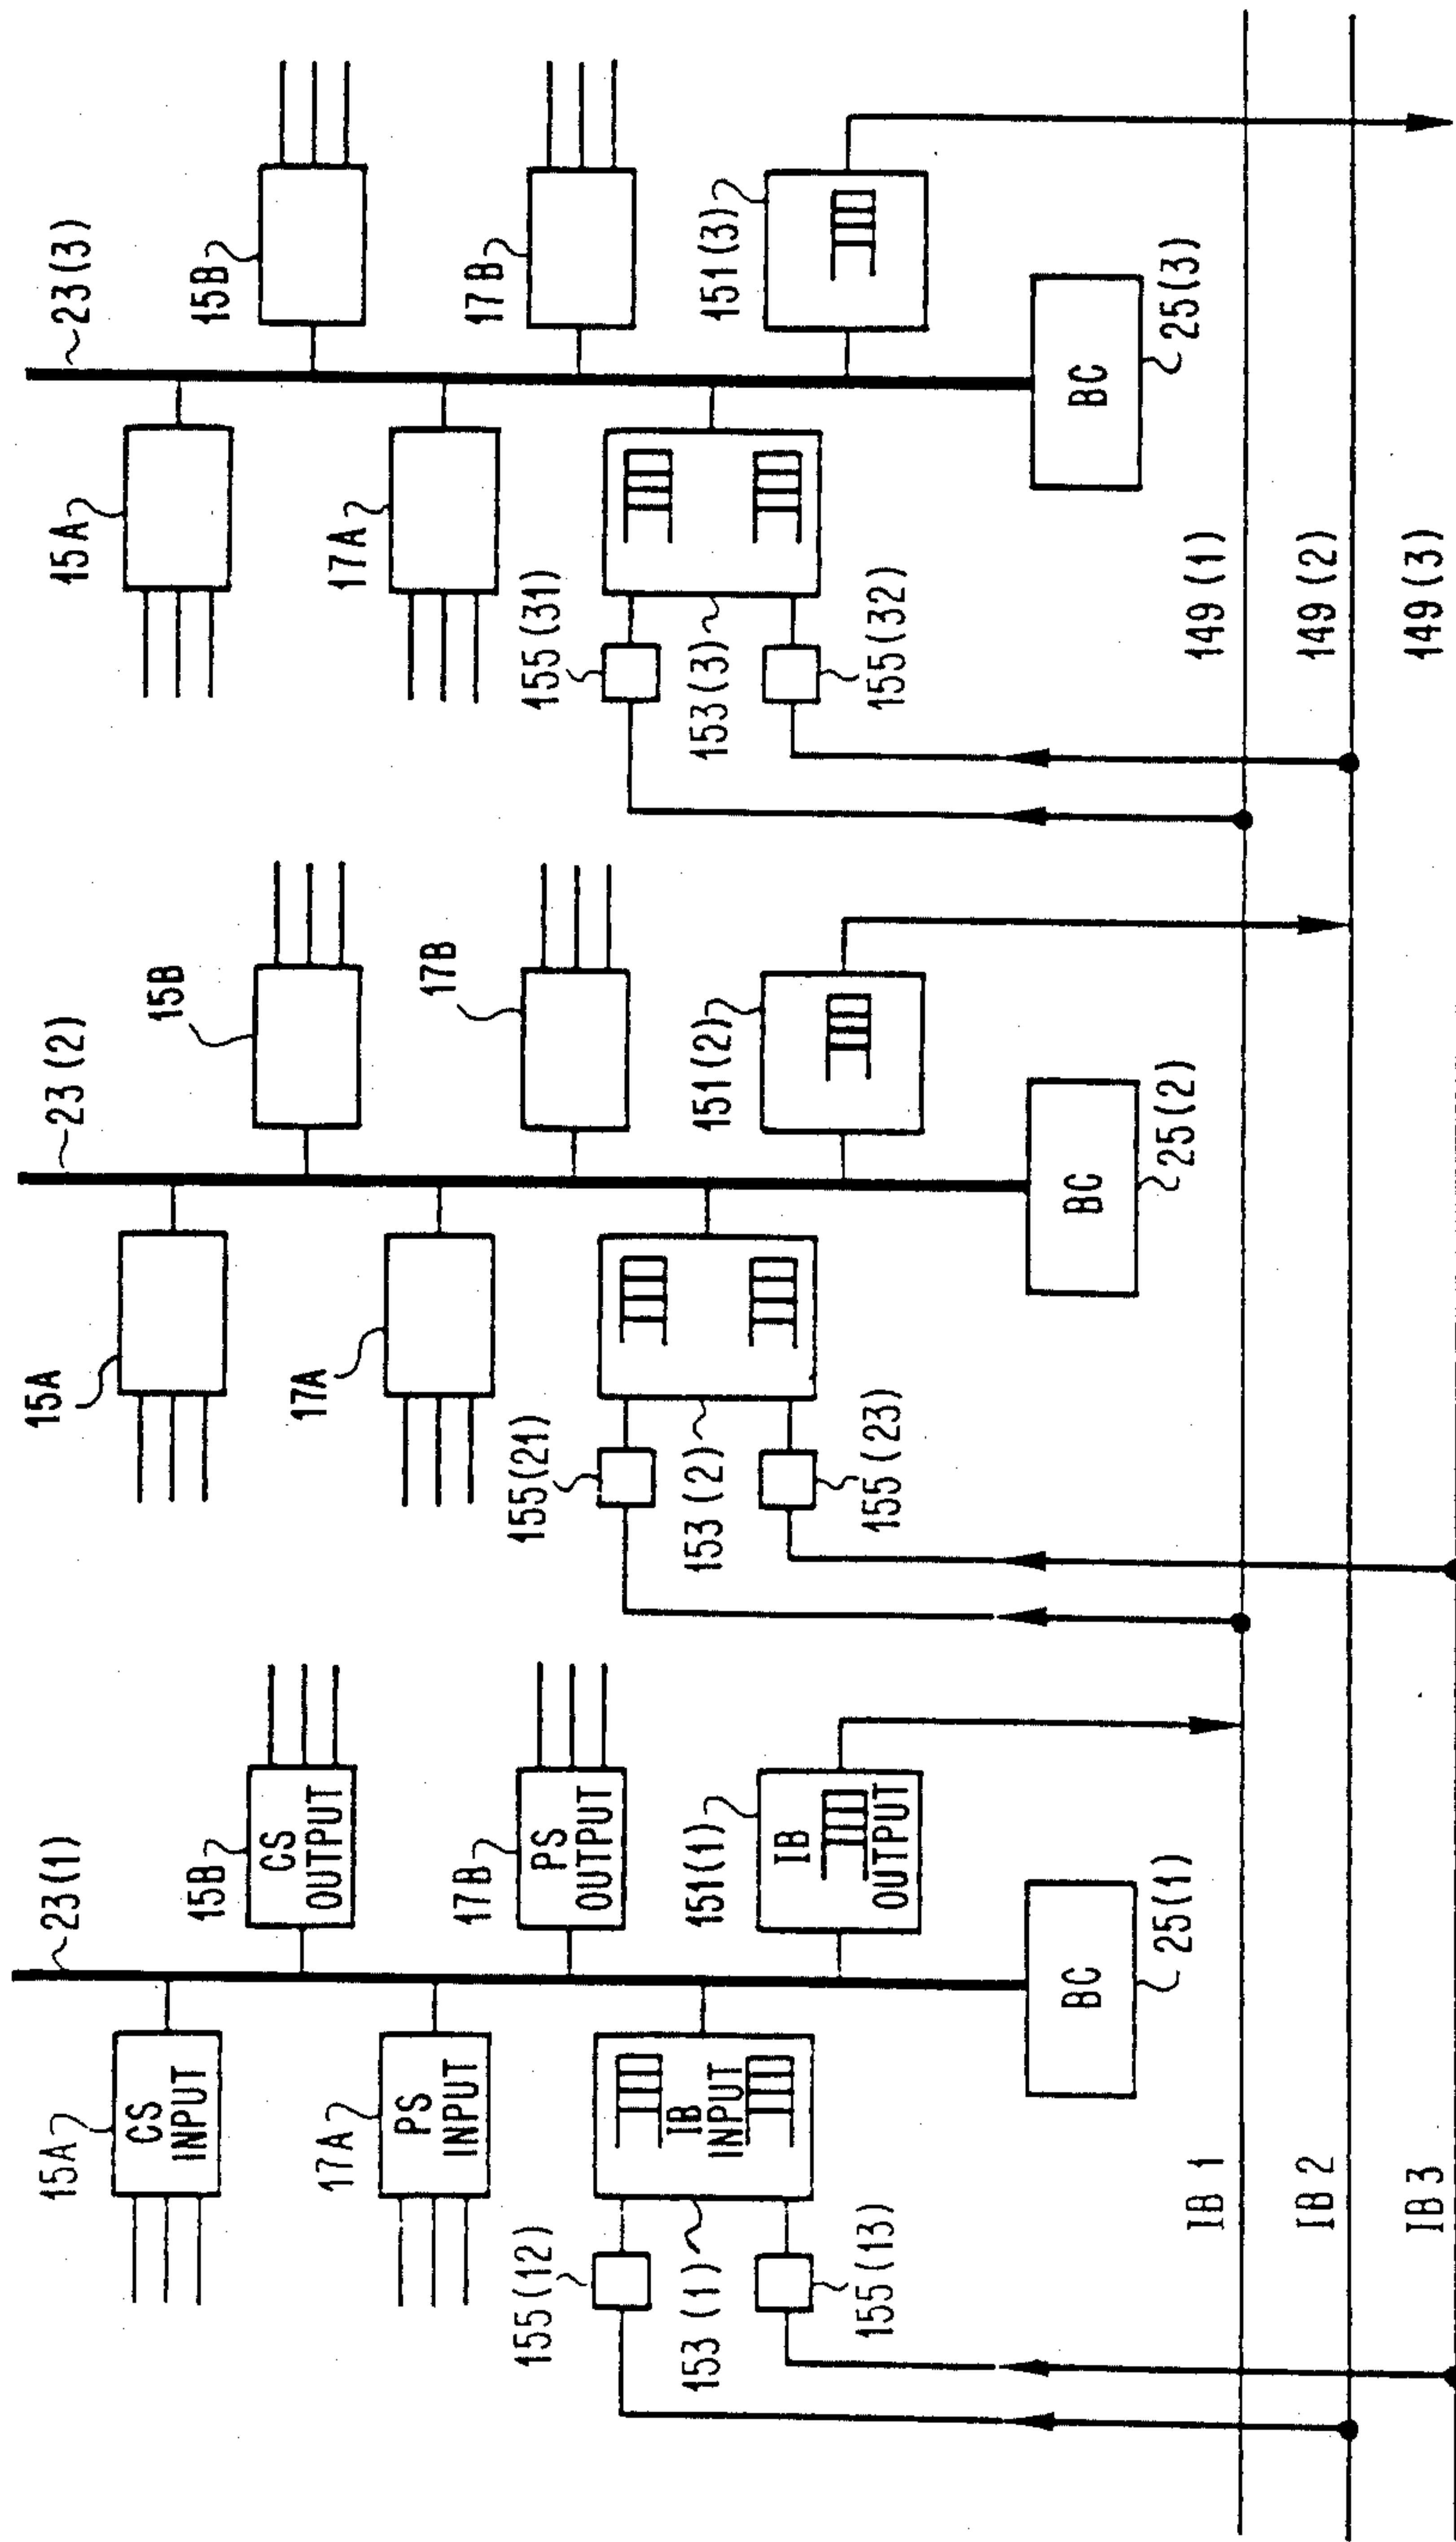 23(1)
15A
CS
INPUT
15B
CS
OUTPUT
17A
PS
INPUT
17B
PS
OUTPUT
155(12)
153(1)
155(13)
IB
INPUT
151(1)
IB
OUTPUT
BC
25(1)
23(2)
15A
15B
17A
17B
155(21)
153(2)
155(23)
151(2)
BC
25(2)
23(3)
15A
15B
17A
17B
155(31)
153(3)
155(32)
151(3)
BC
25(3)
IB 1
149(1)
IB 2
149(2)
IB 3
149(3)